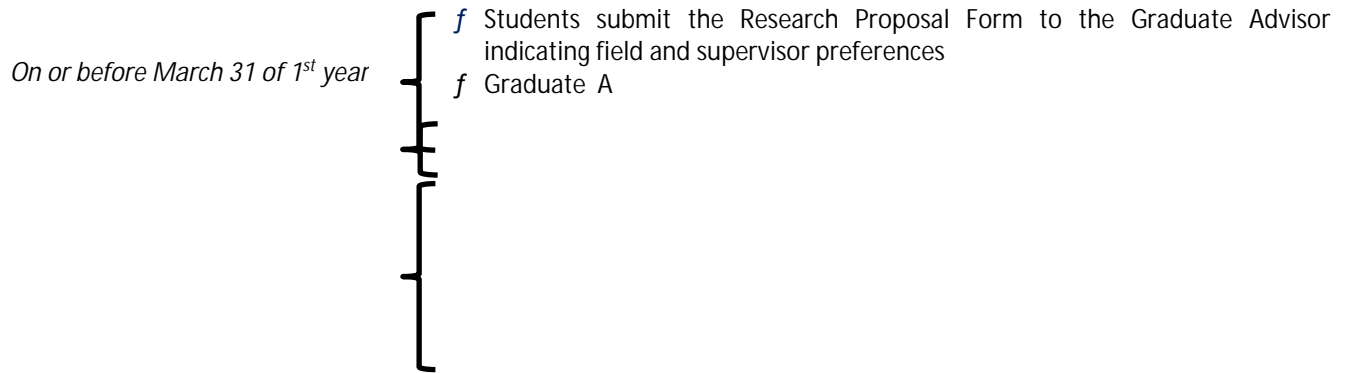 ƒ Students submit the Research Proposal Form to the Graduate Advisor
indicating field and supervisor preferences
On or before March 31 of 1st year
ƒ Graduate A